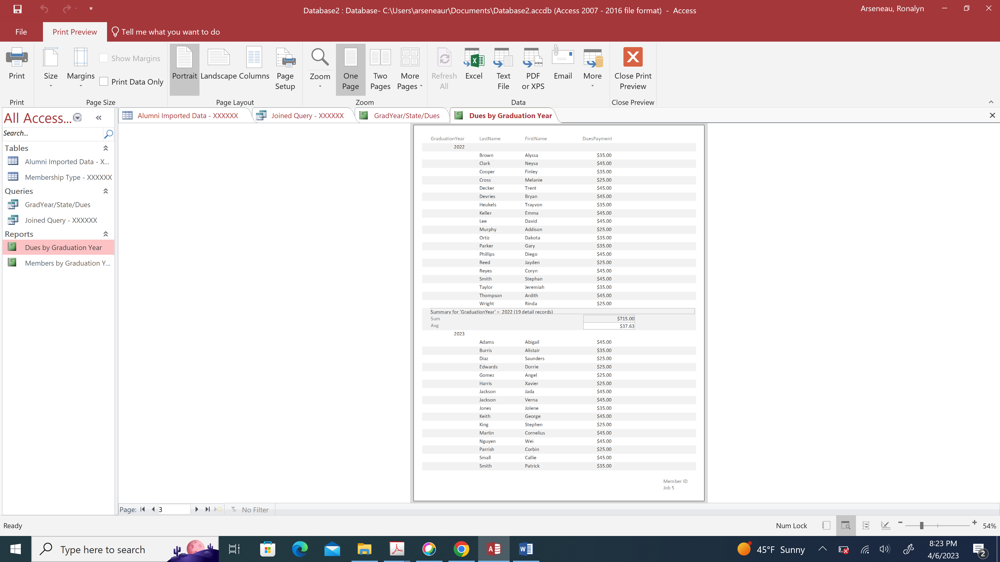 Database2 : Database- C:\Users\arseneaur\Documents\Database2.accdb (Access 2007 - 2016 file format)  -  Access
Arseneau, Ronalyn
File
Print Preview
Tell me what you want to do
Print
Size
Margins
Show Margins
Print Data Only
Portrait
Landscape
Columns
Page Setup
Zoom
One Page
Two Pages
More Pages
Refresh All
Excel
Text File
PDF or XPS
Email
More
Close Print Preview
Print
Page Size
Page Layout
Zoom
Data
Close Preview
All Access...
Search...
Tables
Alumni Imported Data - X...
Membership Type - XXXXXX
Queries
GradYear/State/Dues
Joined Query - XXXXXX
Reports
Dues by Graduation Year
Members by Graduation Y...
Alumni Imported Data - XXXXXX
Joined Query - XXXXXX
GradYear/State/Dues
Dues by Graduation Year
GraduationYear LastName FirstName DuesPayment
2022
Brown Alyssa $35.00
Clark Neysa $45.00
Cooper Finley $35.00
Cross Melanie $25.00
Decker Trent $45.00
Devries Bryan $45.00
Heukels Trayvon $35.00
Keller Emma $45.00
Lee David $45.00
Murphy Addison $25.00
Ortiz Dakota $35.00
Parker Gary $35.00
Phillips Diego $45.00
Reed Jayden $25.00
Reyes Coryn $45.00
Smith Stephan $45.00
Taylor Jeremiah $35.00
Thompson Ardith $45.00
Wright Rinda $25.00
Summary for 'GraduationYear' =  2022 (19 detail records)
Sum $715.00
Avg $37.63
2023
Adams Abigail $45.00
Burris Alistair $35.00
Diaz Saunders $25.00
Edwards Dorrie $25.00
Gomez Angel $25.00
Harris Xavier $25.00
Jackson Jada $45.00
Jackson Verna $45.00
Jones Jolene $35.00
Keith George $45.00
King Stephen $25.00
Martin Cornelius $45.00
Nguyen Wei $45.00
Parrish Corbin $25.00
Small Callie $45.00
Smith Patrick $35.00
Member ID
Job 5
Page: 3 No Filter
Ready
Num Lock
54%
Type here to search
45°F Sunny
8:23 PM
4/6/2023
2